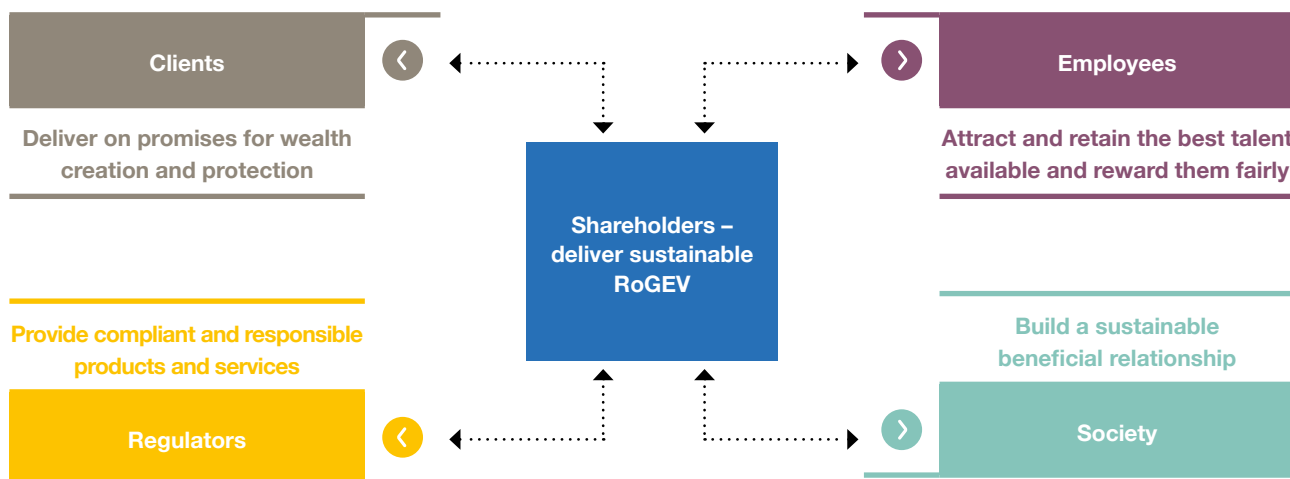 Clients
Deliver on promises for wealth
creation and protection
Employees
Attract and retain the best talent
available and reward them fairly
Shareholders –
deliver sustainable
RoGEV
Provide compliant and responsible
products and services
Regulators
Build a sustainable
beneficial relationship
Society